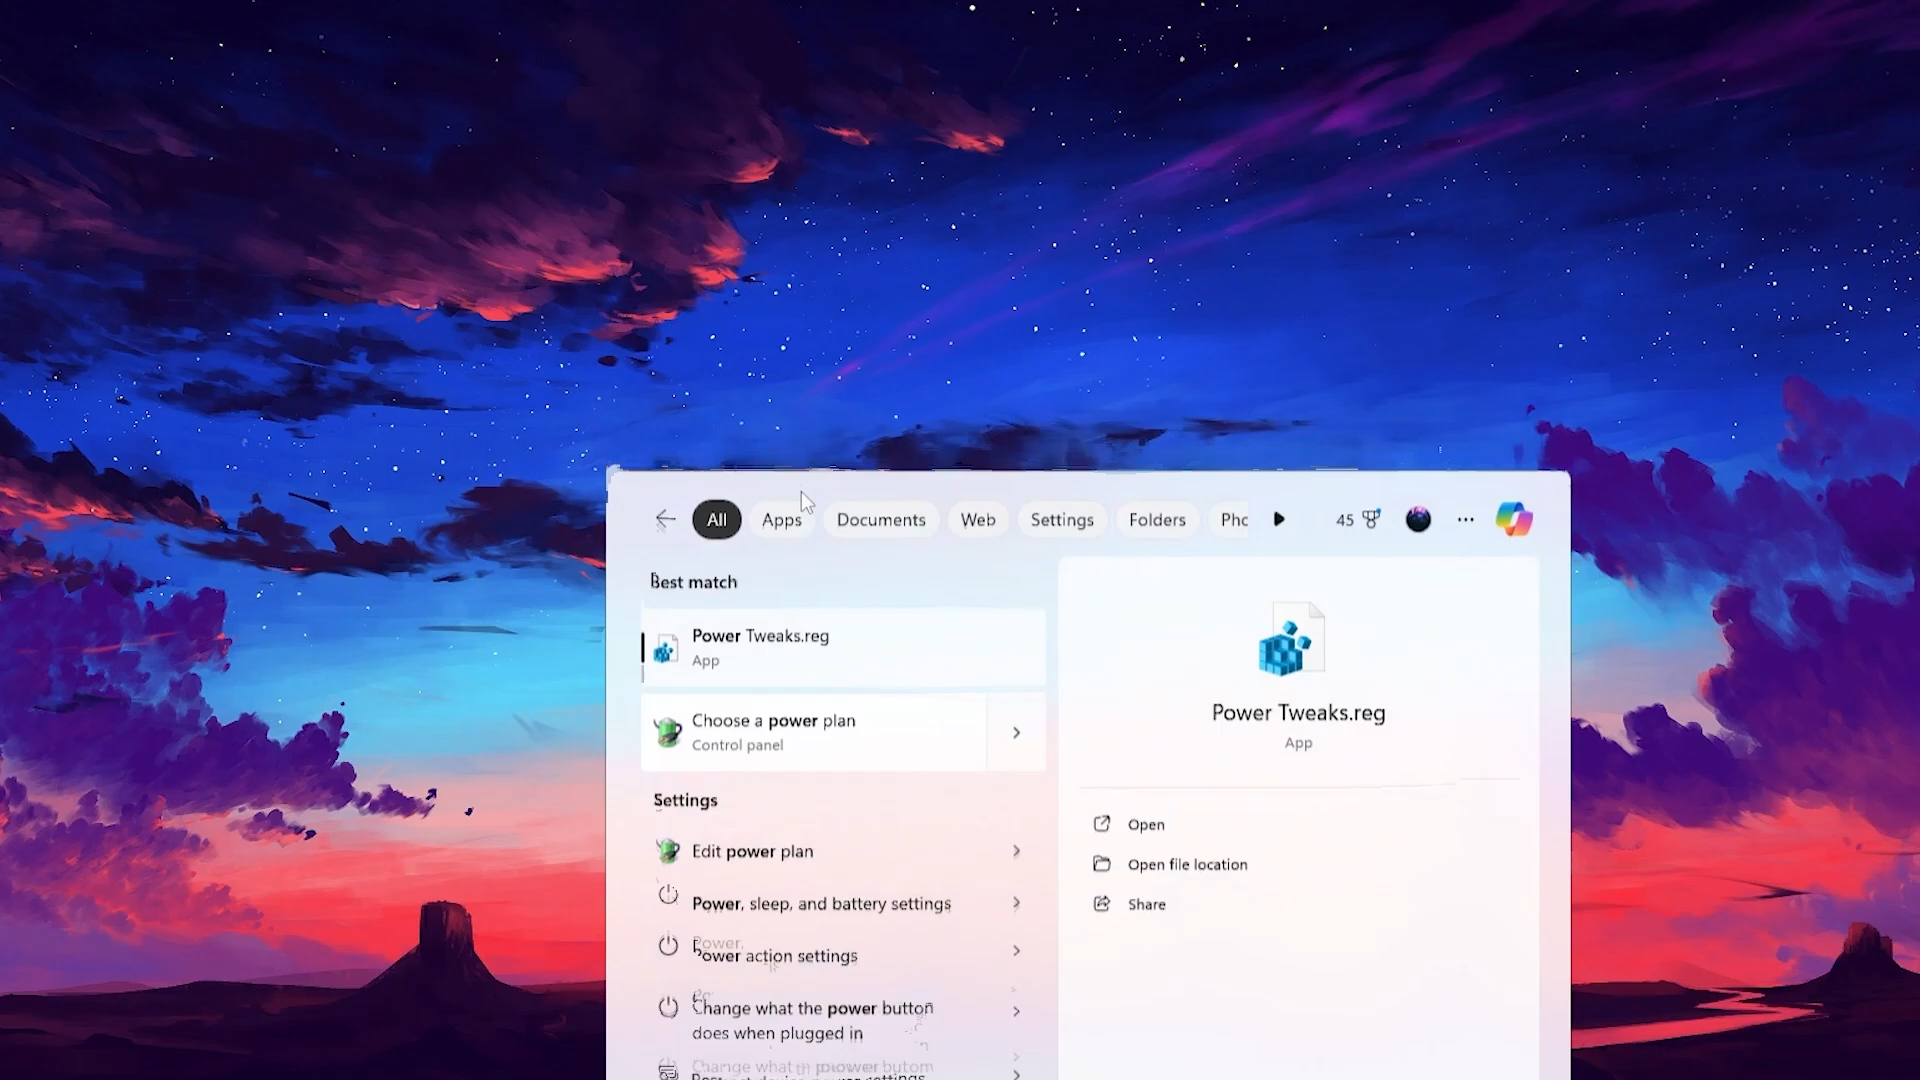 All Apps Documents Web Settings Folders Pho 45 ...
Best match
Power Tweaks.reg
App
Choose a power plan
Control panel
Settings
Edit power plan
Power, sleep, and battery settings
Power action settings
Change what the power button
does when plugged in
Power Tweaks.reg
App
Open
Open file location
Share